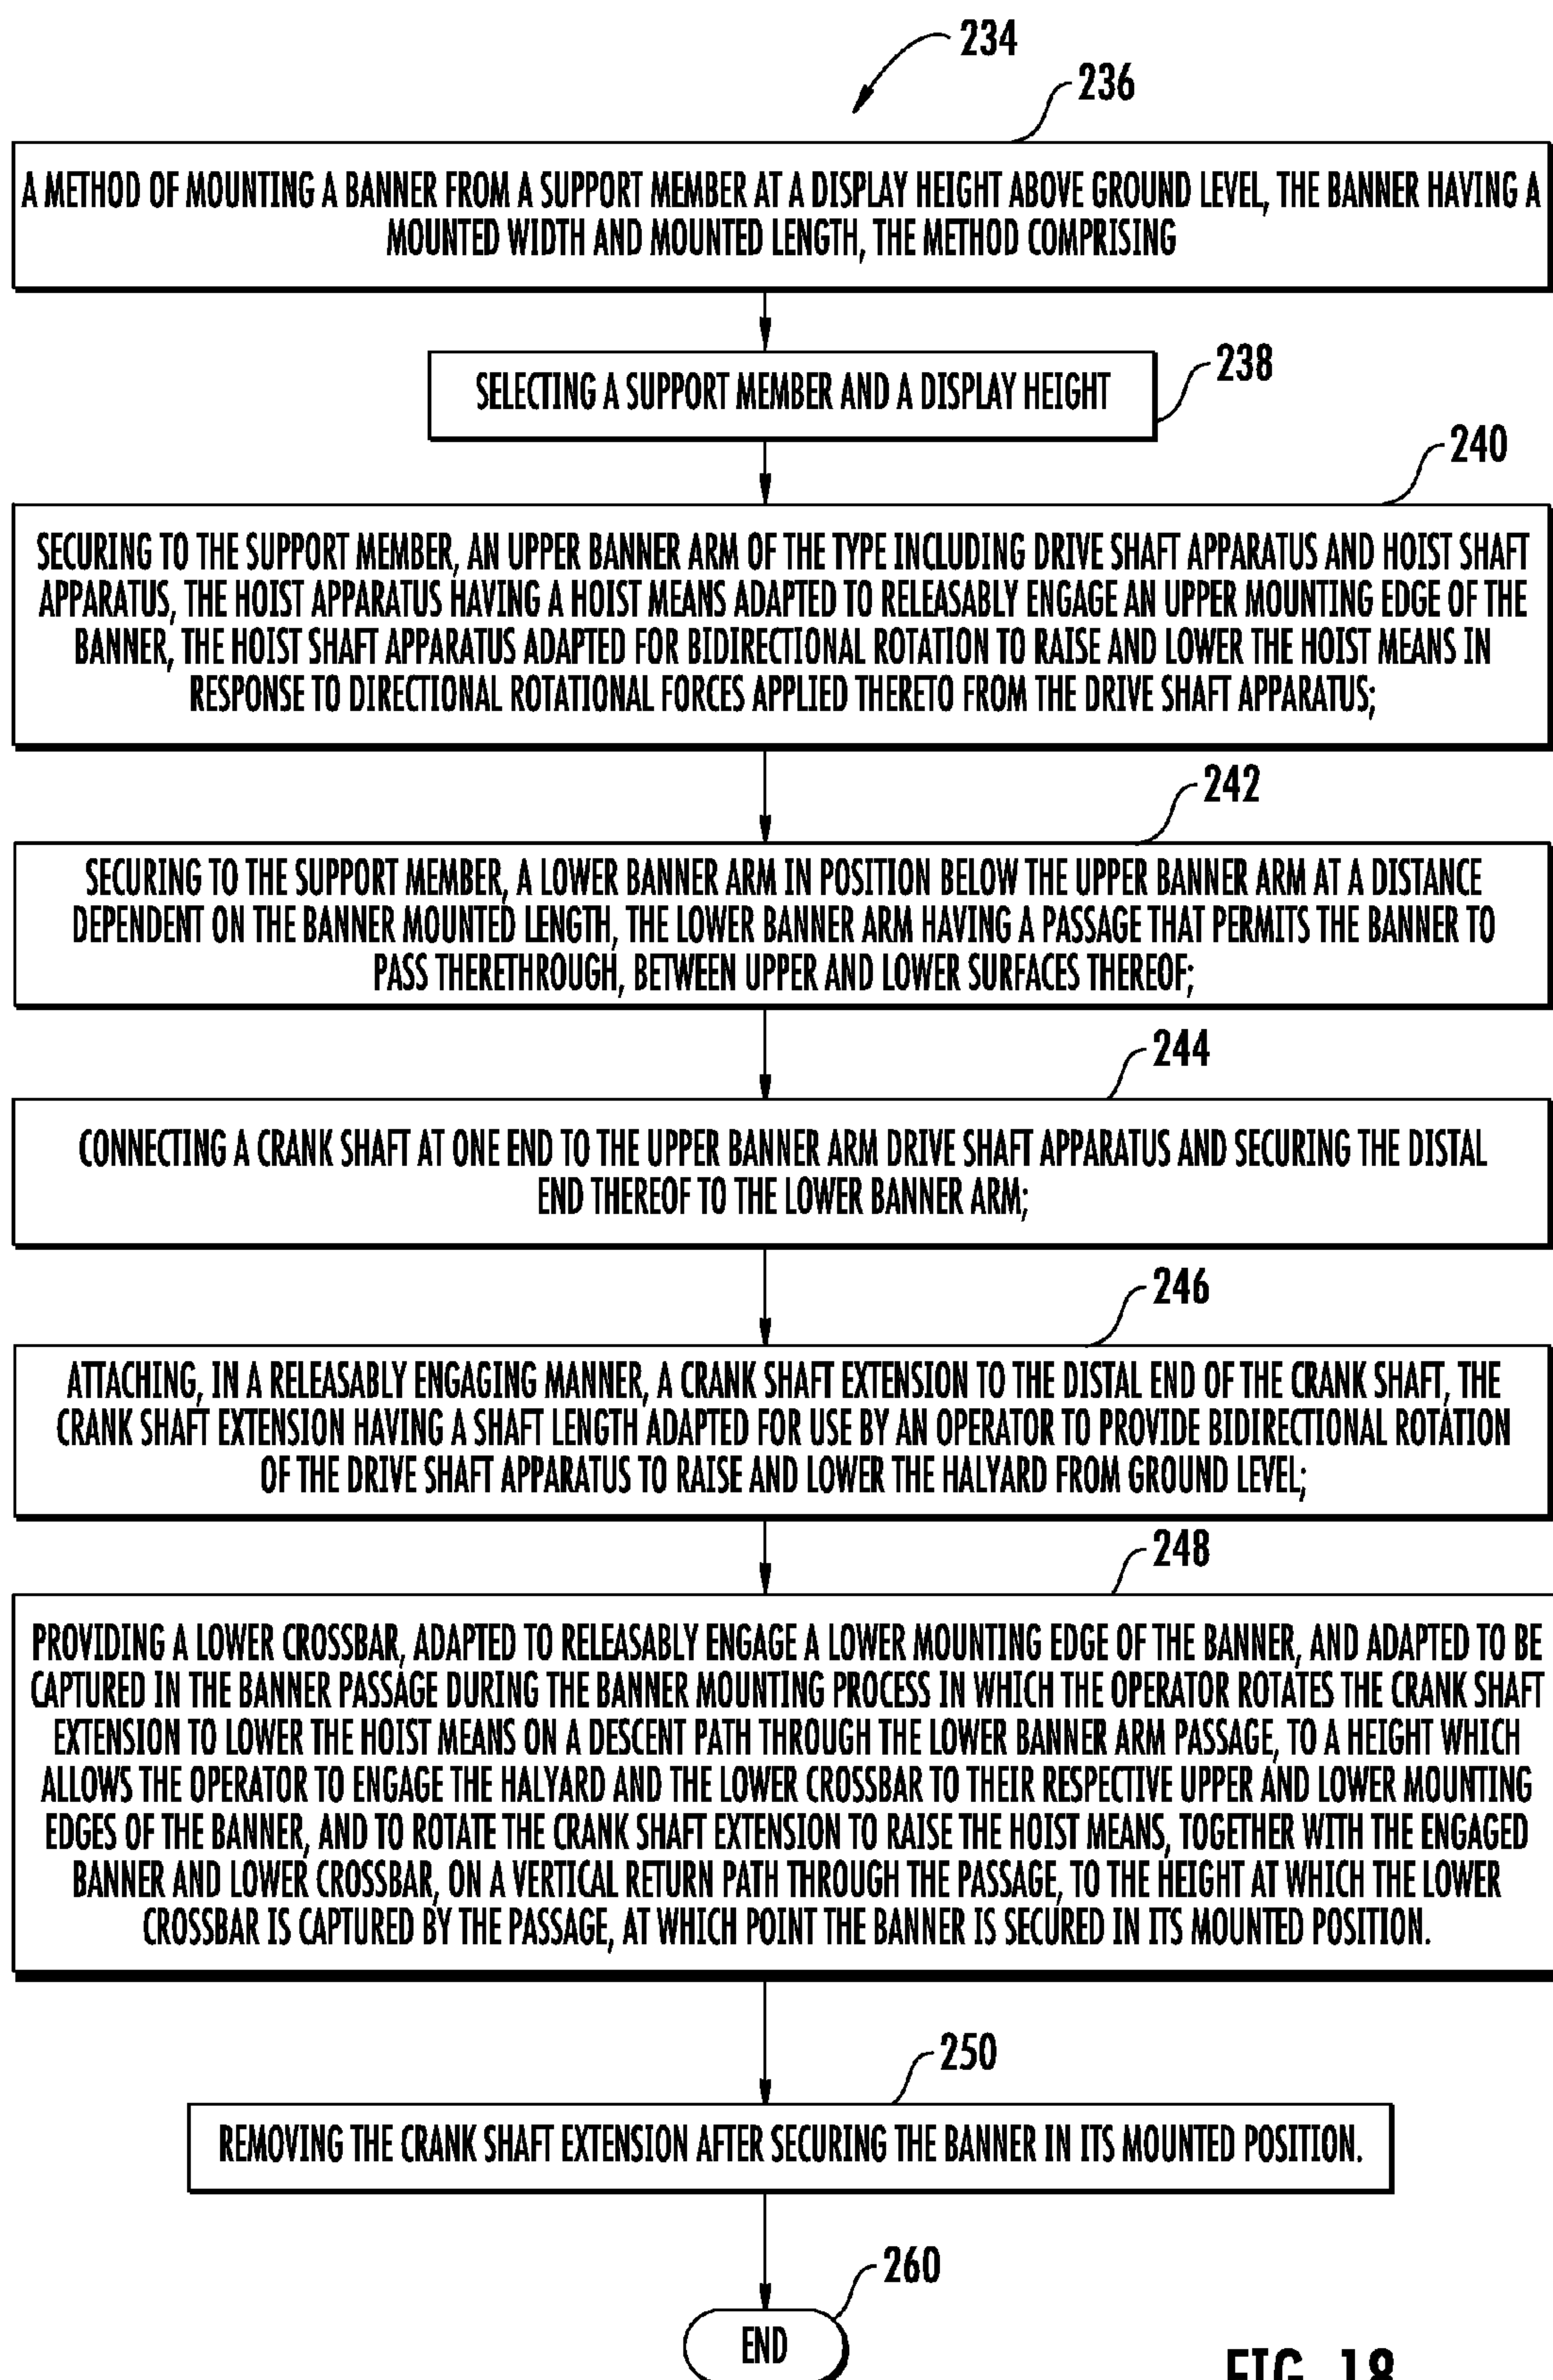 234
236
A METHOD OF MOUNTING A BANNER FROM A SUPPORT MEMBER AT A DISPLAY HEIGHT ABOVE GROUND LEVEL, THE BANNER HAVING A
MOUNTED WIDTH AND MOUNTED LENGTH, THE METHOD COMPRISING
238
SELECTING A SUPPORT MEMBER AND A DISPLAY HEIGHT
240
SECURING TO THE SUPPORT MEMBER, AN UPPER BANNER ARM OF THE TYPE INCLUDING DRIVE SHAFT APPARATUS AND HOIST SHAFT
APPARATUS, THE HOIST APPARATUS HAVING A HOIST MEANS ADAPTED TO RELEASABLY ENGAGE AN UPPER MOUNTING EDGE OF THE
BANNER, THE HOIST SHAFT APPARATUS ADAPTED FOR BIDIRECTIONAL ROTATION TO RAISE AND LOWER THE HOIST MEANS IN
RESPONSE TO DIRECTIONAL ROTATIONAL FORCES APPLIED THERETO FROM THE DRIVE SHAFT APPARATUS;
242
SECURING TO THE SUPPORT MEMBER, A LOWER BANNER ARM IN POSITION BELOW THE UPPER BANNER ARM AT A DISTANCE
DEPENDENT ON THE BANNER MOUNTED LENGTH, THE LOWER BANNER ARM HAVING A PASSAGE THAT PERMITS THE BANNER TO
PASS THERETHROUGH, BETWEEN UPPER AND LOWER SURFACES THEREOF;
244
CONNECTING A CRANK SHAFT AT ONE END TO THE UPPER BANNER ARM DRIVE SHAFT APPARATUS AND SECURING THE DISTAL
END THEREOF TO THE LOWER BANNER ARM;
246
ATTACHING, IN A RELEASABLY ENGAGING MANNER, A CRANK SHAFT EXTENSION TO THE DISTAL END OF THE CRANK SHAFT, THE
CRANK SHAFT EXTENSION HAVING A SHAFT LENGTH ADAPTED FOR USE BY AN OPERATOR TO PROVIDE BIDIRECTIONAL ROTATION
OF THE DRIVE SHAFT APPARATUS TO RAISE AND LOWER THE HALYARD FROM GROUND LEVEL;
248
PROVIDING A LOWER CROSSBAR, ADAPTED TO RELEASABLY ENGAGE A LOWER MOUNTING EDGE OF THE BANNER, AND ADAPTED TO BE
CAPTURED IN THE BANNER PASSAGE DURING THE BANNER MOUNTING PROCESS IN WHICH THE OPERATOR ROTATES THE CRANK SHAFT
EXTENSION TO LOWER THE HOIST MEANS ON A DESCENT PATH THROUGH THE LOWER BANNER ARM PASSAGE, TO A HEIGHT WHICH
ALLOWS THE OPERATOR TO ENGAGE THE HALYARD AND THE LOWER CROSSBAR TO THEIR RESPECTIVE UPPER AND LOWER MOUNTING
EDGES OF THE BANNER, AND TO ROTATE THE CRANK SHAFT EXTENSION TO RAISE THE HOIST MEANS, TOGETHER WITH THE ENGAGED
BANNER AND LOWER CROSSBAR, ON A VERTICAL RETURN PATH THROUGH THE PASSAGE, TO THE HEIGHT AT WHICH THE LOWER
CROSSBAR IS CAPTURED BY THE PASSAGE, AT WHICH POINT THE BANNER IS SECURED IN ITS MOUNTED POSITION.
250
REMOVING THE CRANK SHAFT EXTENSION AFTER SECURING THE BANNER IN ITS MOUNTED POSITION.
260
END
FIG. 18